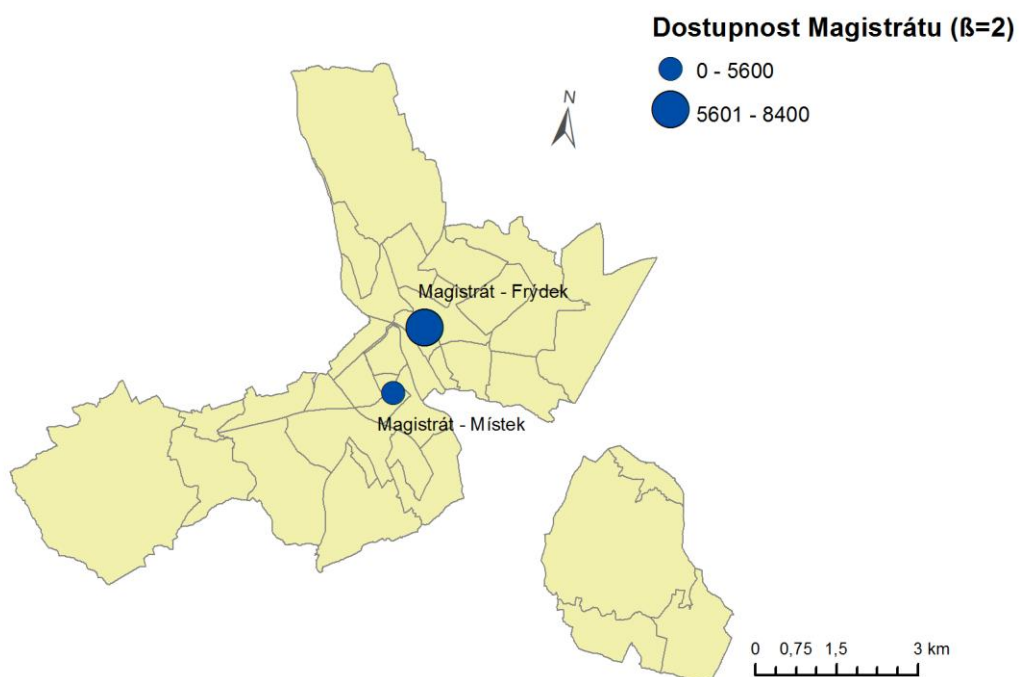 Dostupnost Magistrátu (ß=2)
0 - 5600
5601 - 8400
N
Magistrát - Frýdek
Magistrát - Místek
0 0,75 1,5 3 km